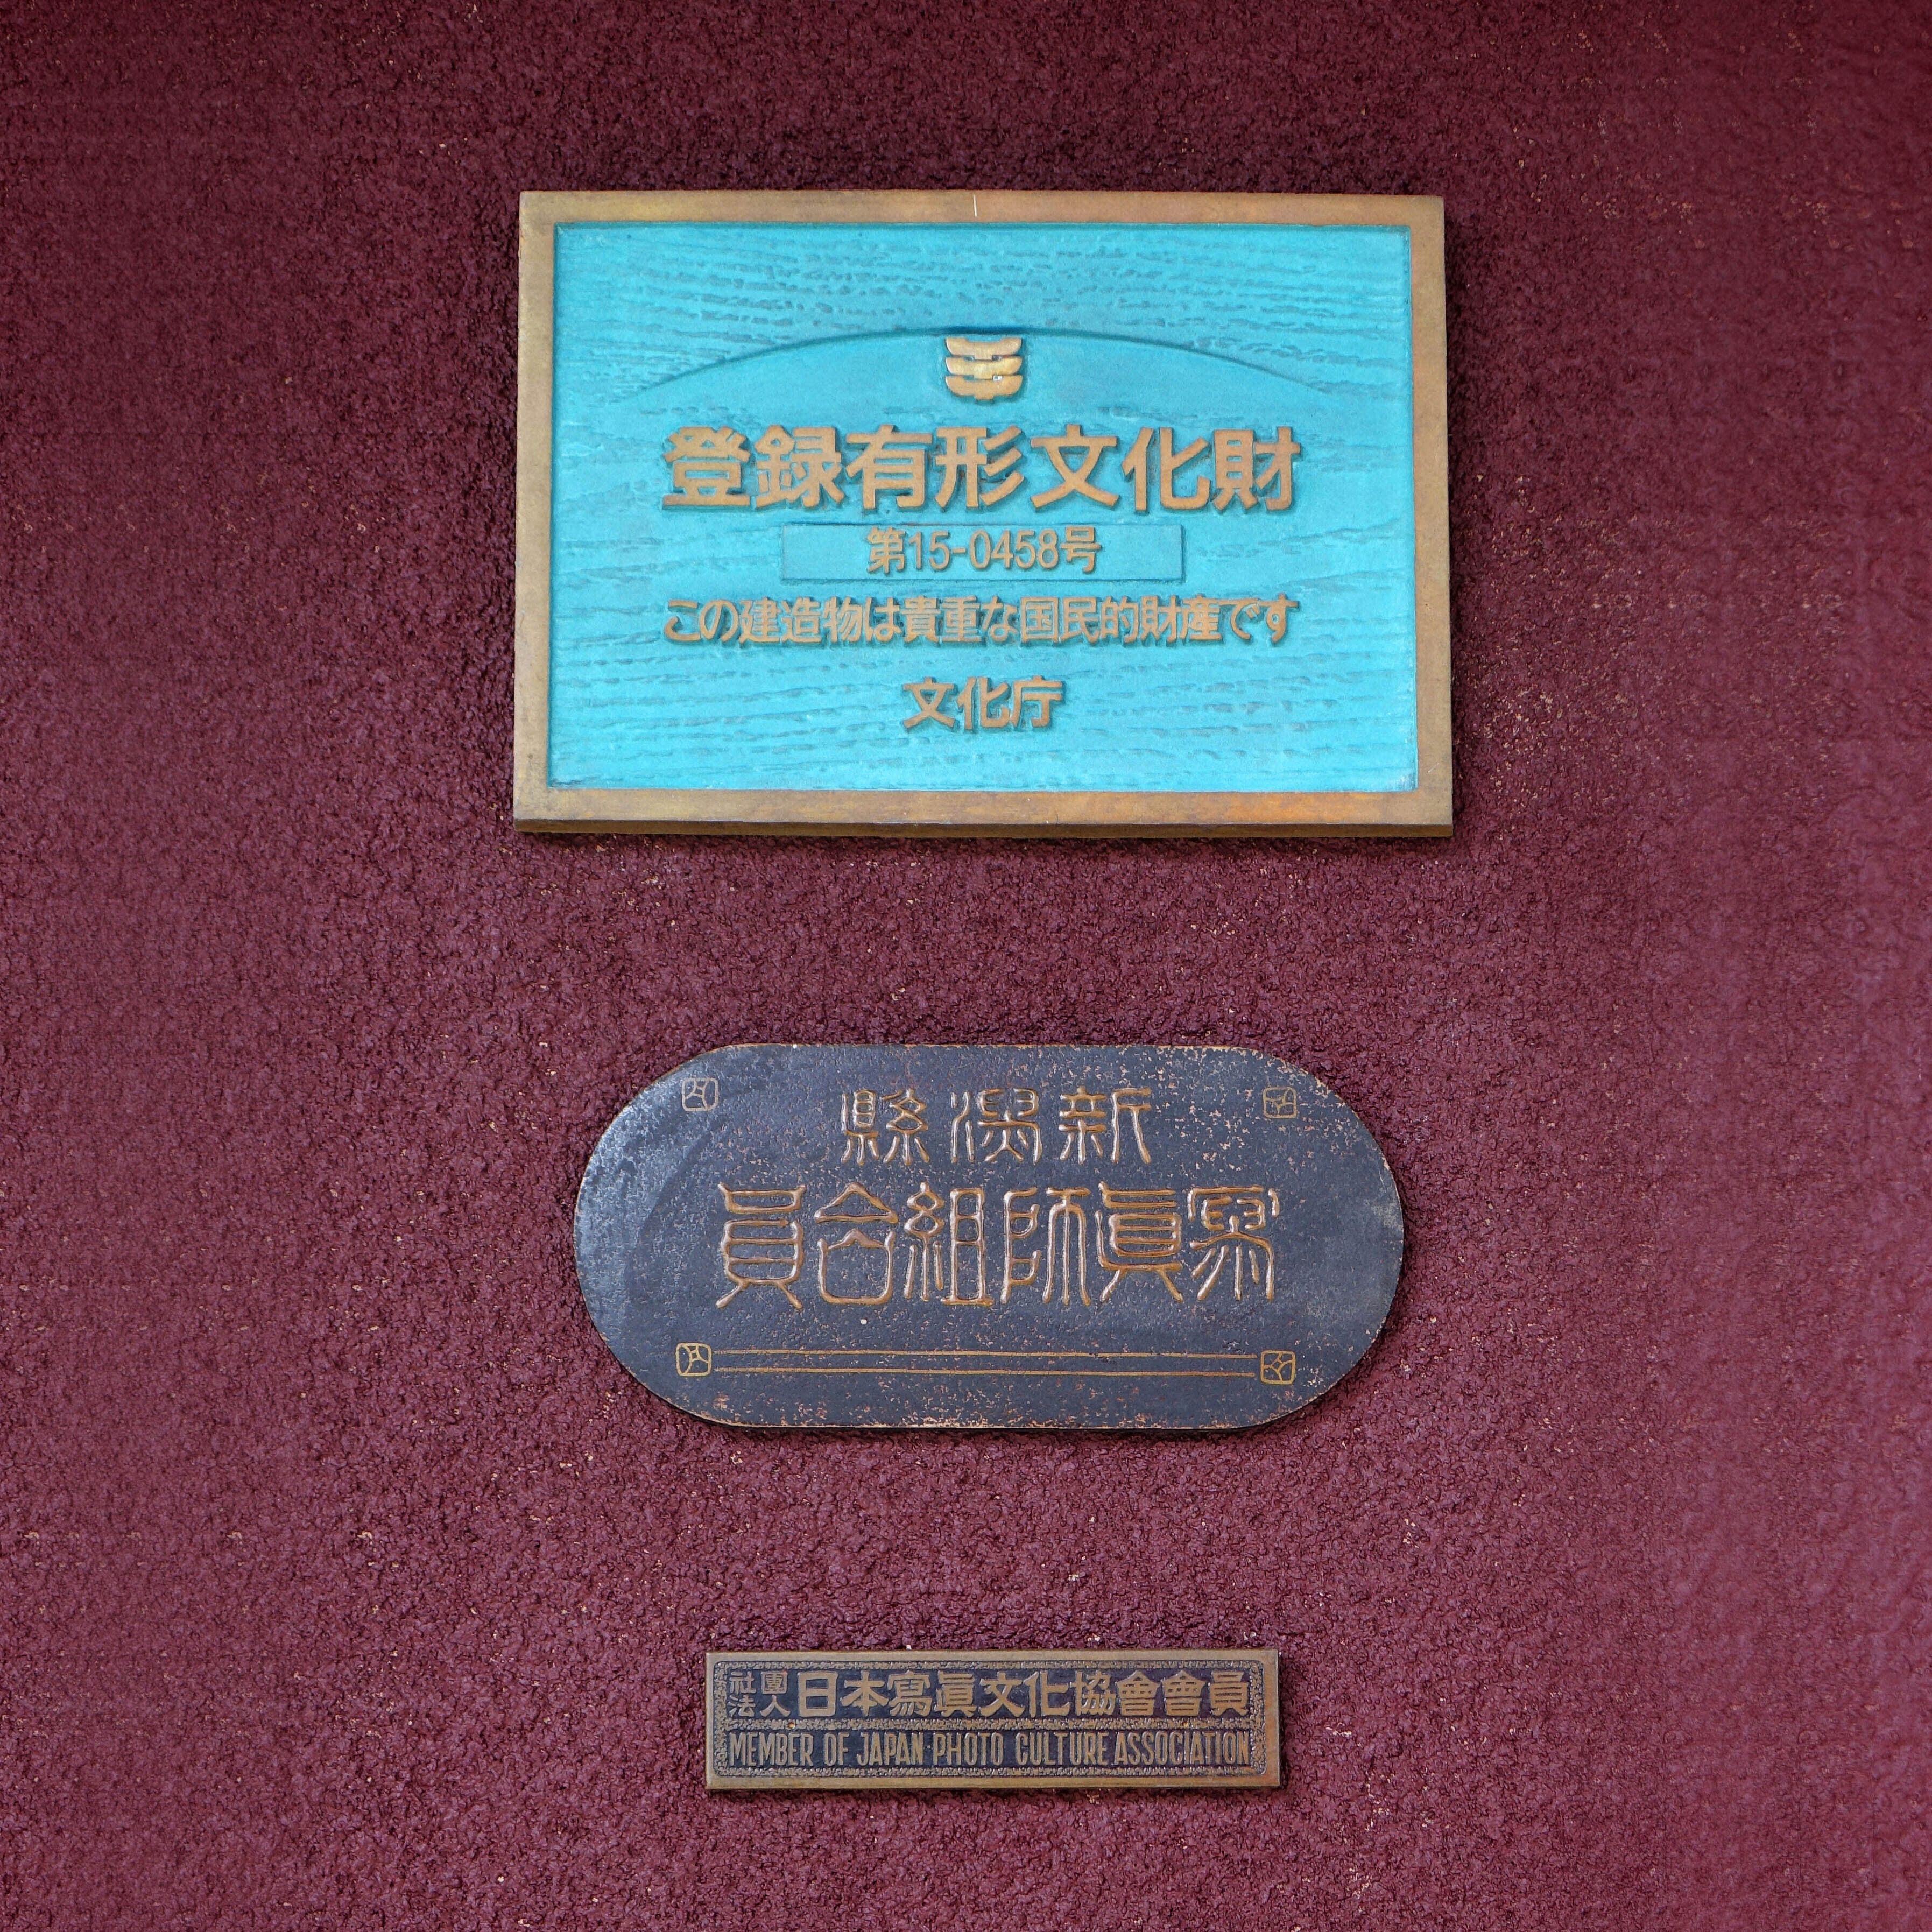 登録有形文化財
第15-0458号
この建造物は貴重な国民的財産です
文化庁
新潟縣
寫眞師組合員
社團法人日本寫眞文化協會會員
MEMBER OF JAPAN PHOTO CULTURE ASSOCIATION